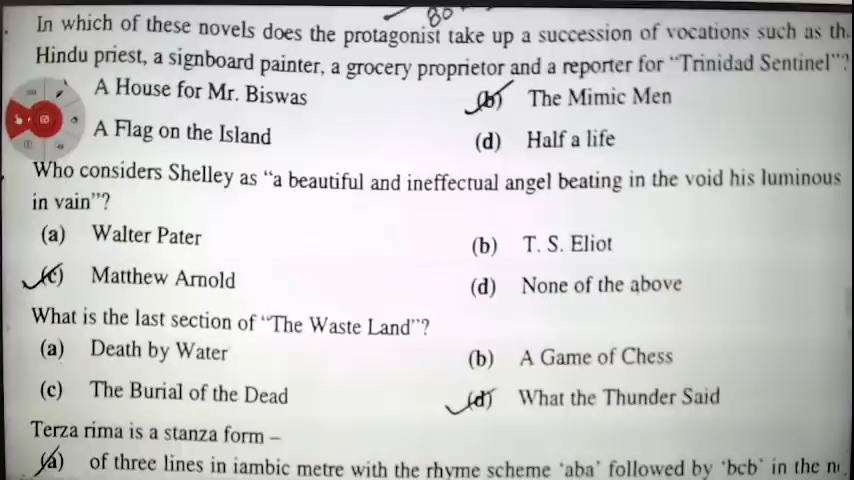 80
In which of these novels does the protagonist take up a succession of vocations such as th
Hindu priest, a signboard painter, a grocery proprietor and a reporter for “Trinidad Sentinel”?
A House for Mr. Biswas (b) The Mimic Men
A Flag on the Island (d) Half a life
Who considers Shelley as “a beautiful and ineffectual angel beating in the void his luminous
in vain”?
(a) Walter Pater (b) T. S. Eliot
(c) Matthew Arnold (d) None of the above
What is the last section of “The Waste Land”?
(a) Death by Water (b) A Game of Chess
(c) The Burial of the Dead (d) What the Thunder Said
Terza rima is a stanza form –
(a) of three lines in iambic metre with the rhyme scheme ‘aba’ followed by ‘bcb’ in the